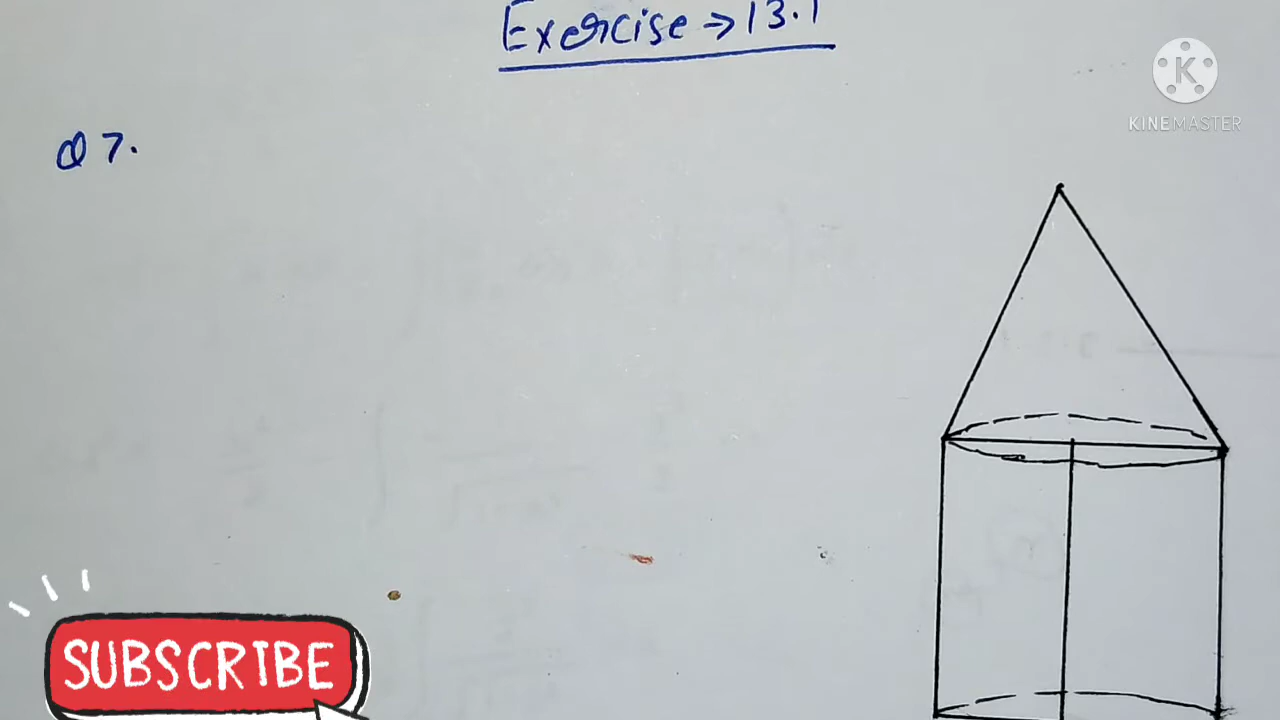 Exercise → 13.1
KINEMASTER
Q 7.
SUBSCRIBE